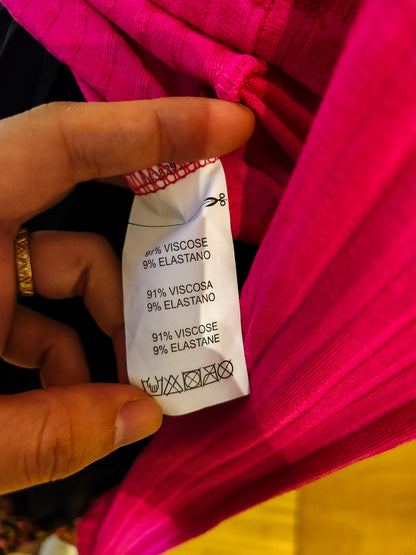 91% VISCOSE
9% ELASTANO
91% VISCOSA
9% ELASTANO
91% VISCOSE
9% ELASTANE